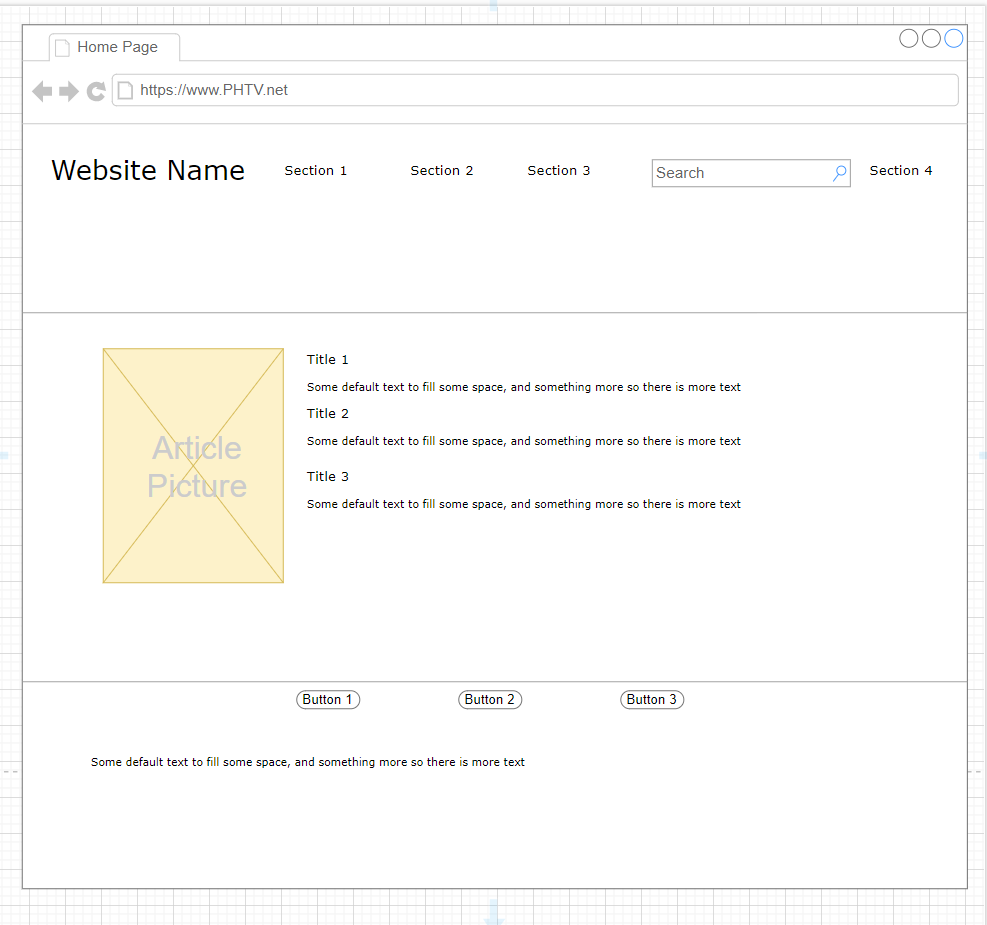 Home Page
https://www.PHTV.net
Website Name Section 1 Section 2 Section 3 Search Section 4
Article
Picture
Title 1
Some default text to fill some space, and something more so there is more text
Title 2
Some default text to fill some space, and something more so there is more text
Title 3
Some default text to fill some space, and something more so there is more text
Button 1 Button 2 Button 3
Some default text to fill some space, and something more so there is more text